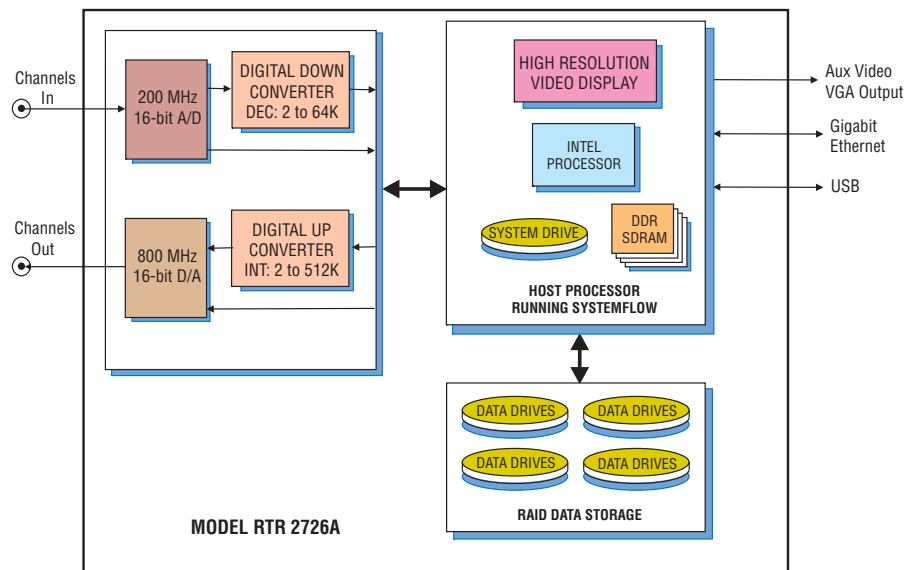 Channels
In
200 MHz
16-bit A/D
DIGITAL DOWN
CONVERTER
DEC: 2 to 64K
Channels
Out
800 MHz
16-bit D/A
DIGITAL UP
CONVERTER
INT: 2 to 512K
HIGH RESOLUTION
VIDEO DISPLAY
INTEL
PROCESSOR
SYSTEM DRIVE
DDR
SDRAM
HOST PROCESSOR
RUNNING SYSTEMFLOW
Aux Video
VGA Output
Gigabit
Ethernet
USB
DATA DRIVES
DATA DRIVES
DATA DRIVES
DATA DRIVES
RAID DATA STORAGE
MODEL RTR 2726A